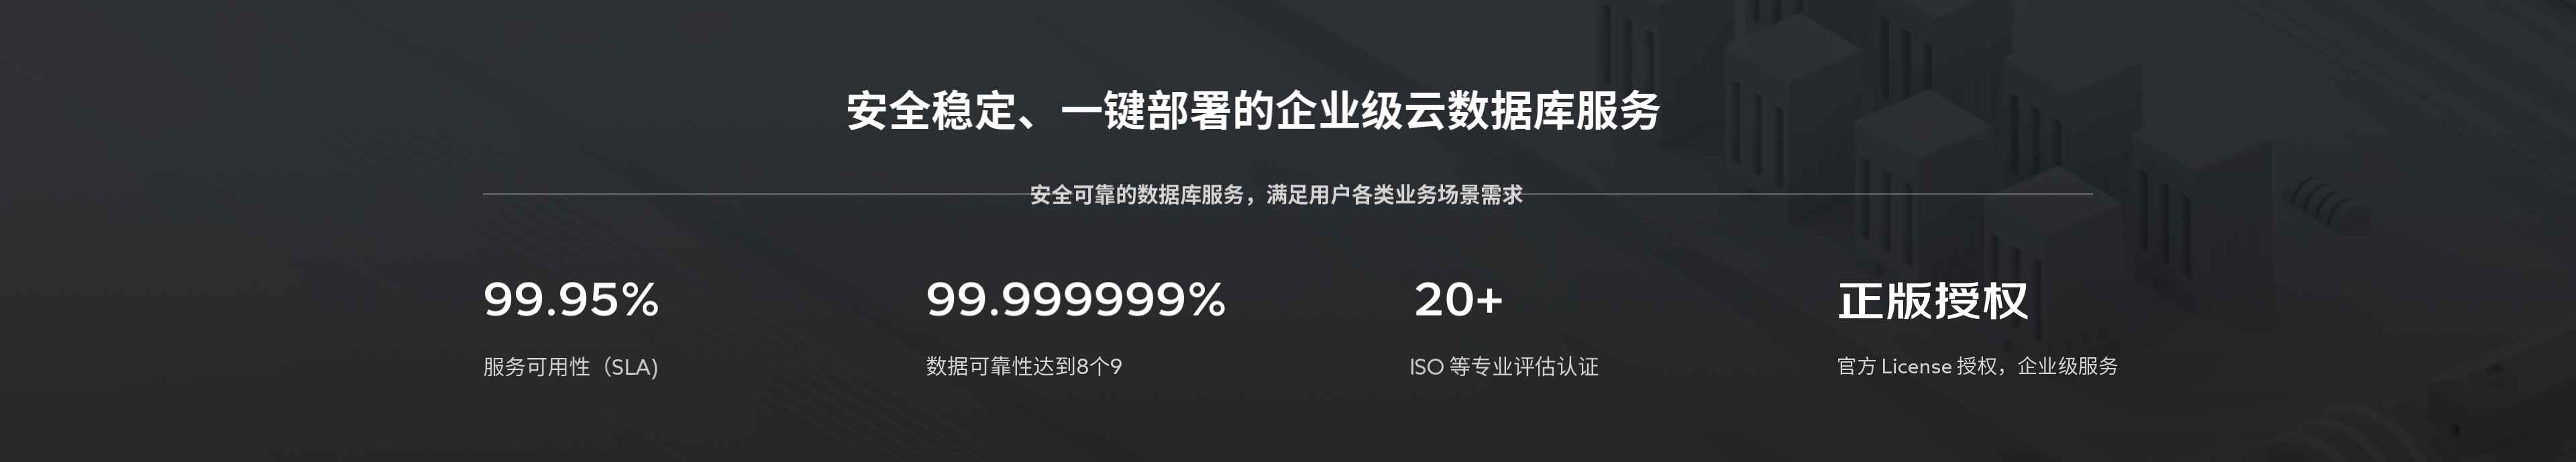 安全稳定、一键部署的企业级云数据库服务
安全可靠的数据库服务，满足用户各类业务场景需求
99.95%
99.999999%
20+
正版授权
服务可用性（SLA）
数据可靠性达到8个9
ISO 等专业评估认证
官方 License 授权，企业级服务